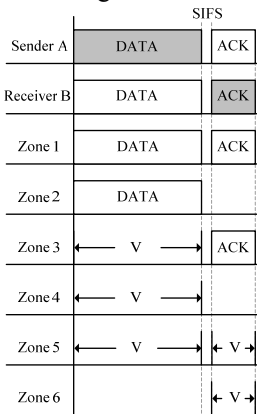 SIFS
Sender A DATA ACK
Receiver B DATA ACK
Zone 1 DATA ACK
Zone 2 DATA
Zone 3 V ACK
Zone 4 V
Zone 5 V V
Zone 6 V